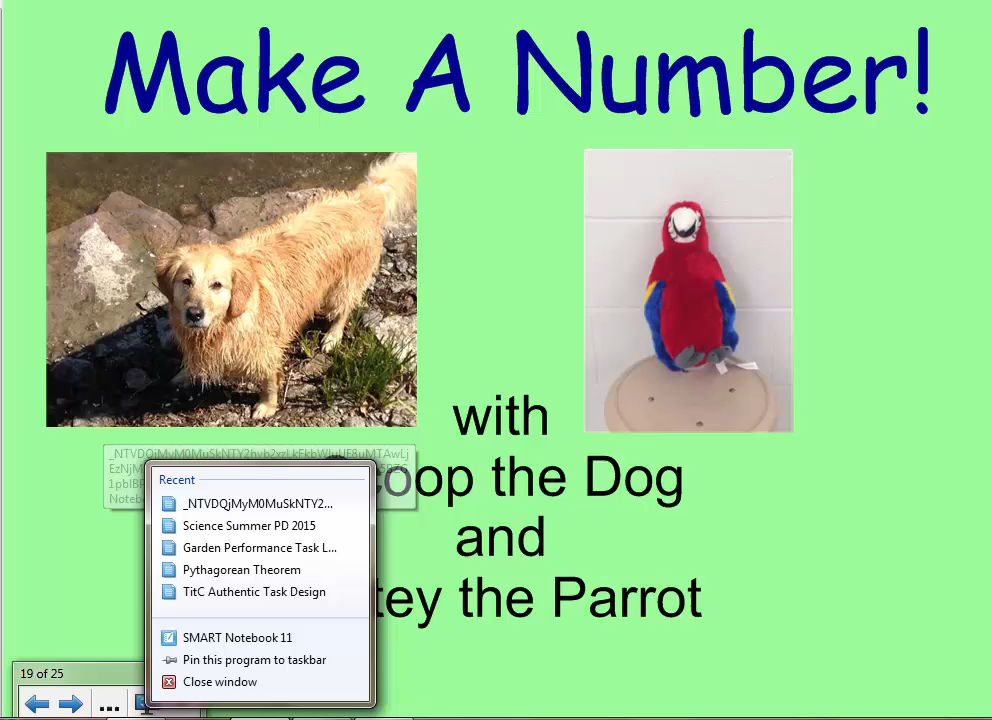 Make A Number!
with
oop the Dog
and
tey the Parrot
Recent
_NTVDQjMyM0MuSkNTY2...
Science Summer PD 2015
Garden Performance Task L...
Pythagorean Theorem
TitC Authentic Task Design
SMART Notebook 11
Pin this program to taskbar
Close window
19 of 25
...